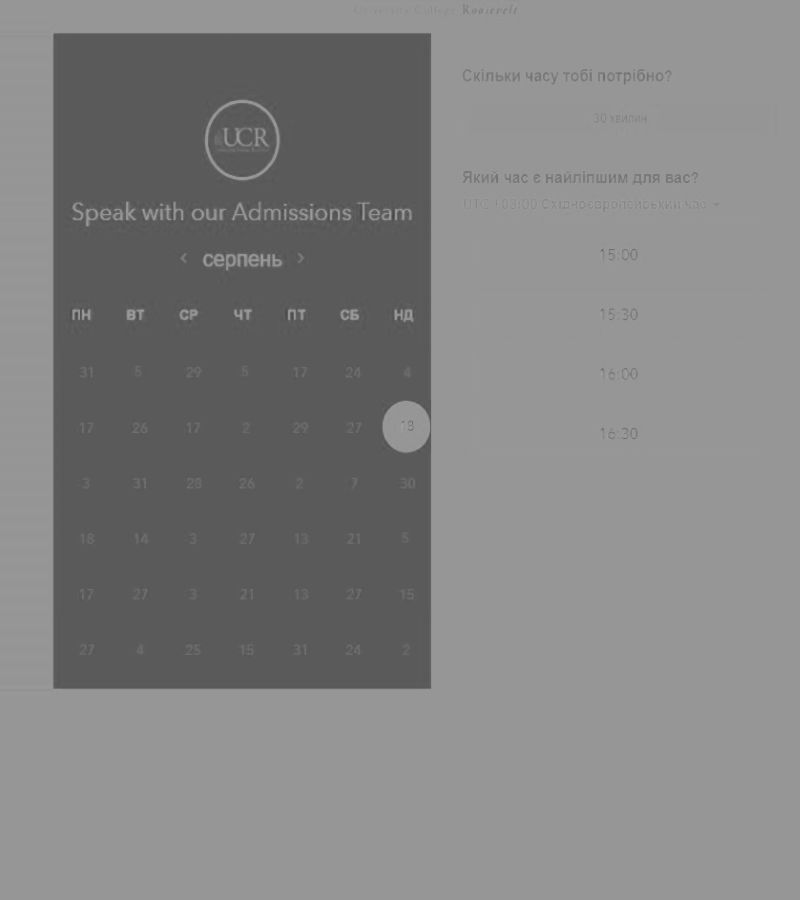 University College Roosevelt
UCR
Speak with our Admissions Team
< серпень >
ПН ВТ СР ЧТ ПТ СБ НД
31 5 29 5 17 24 4
17 26 17 2 29 27 18
3 31 28 26 2 7 30
18 14 3 27 13 21 5
17 27 3 21 13 27 15
27 4 25 15 31 24 2
Скільки часу тобі потрібно?
30 хвилин
Який час є найліпшим для вас?
UTC +03:00 Східноєвропейський час
15:00
15:30
16:00
16:30